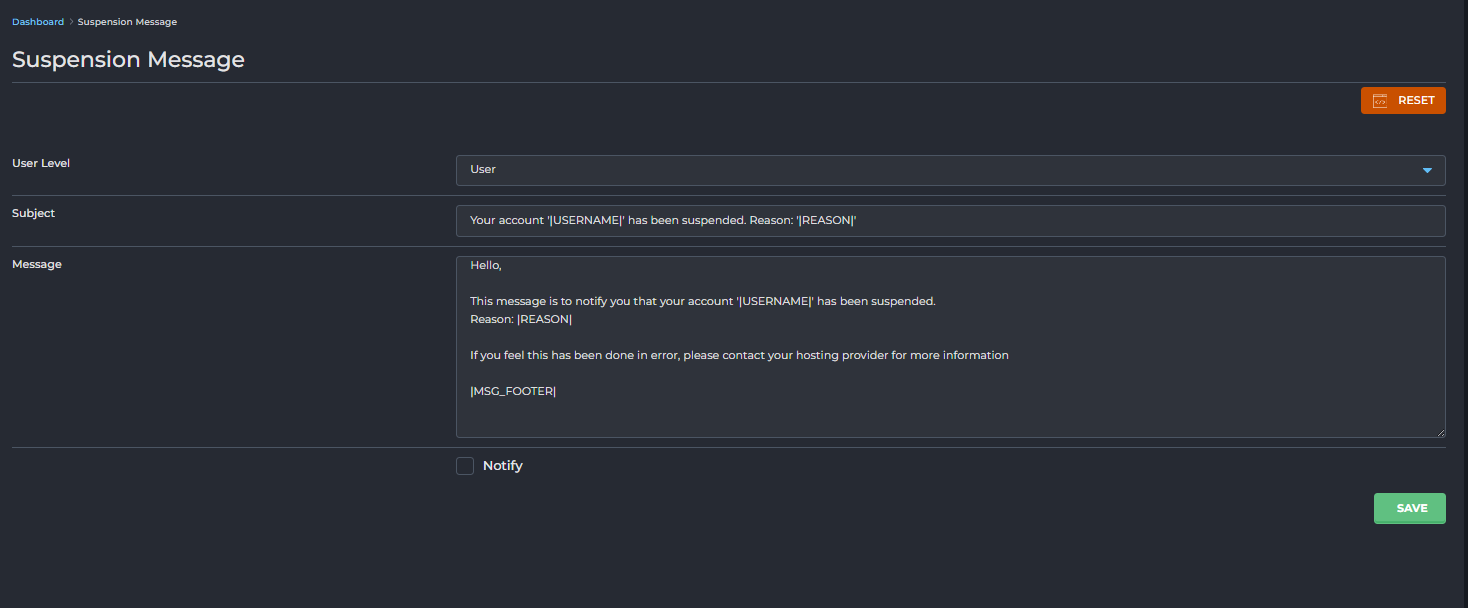 Dashboard > Suspension Message
Suspension Message
RESET
User Level
User
Subject
Your account '|USERNAME|' has been suspended. Reason: '|REASON|'
Message
Hello,
This message is to notify you that your account '|USERNAME|' has been suspended.
Reason: |REASON|
If you feel this has been done in error, please contact your hosting provider for more information
|MSG_FOOTER|
Notify
SAVE